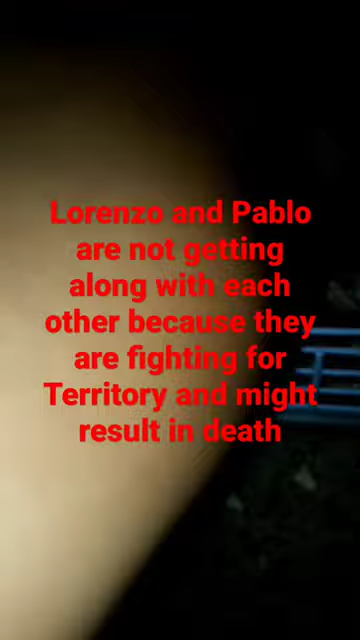 Lorenzo and Pablo
are not getting
along with each
other because they
are fighting for
Territory and might
result in death